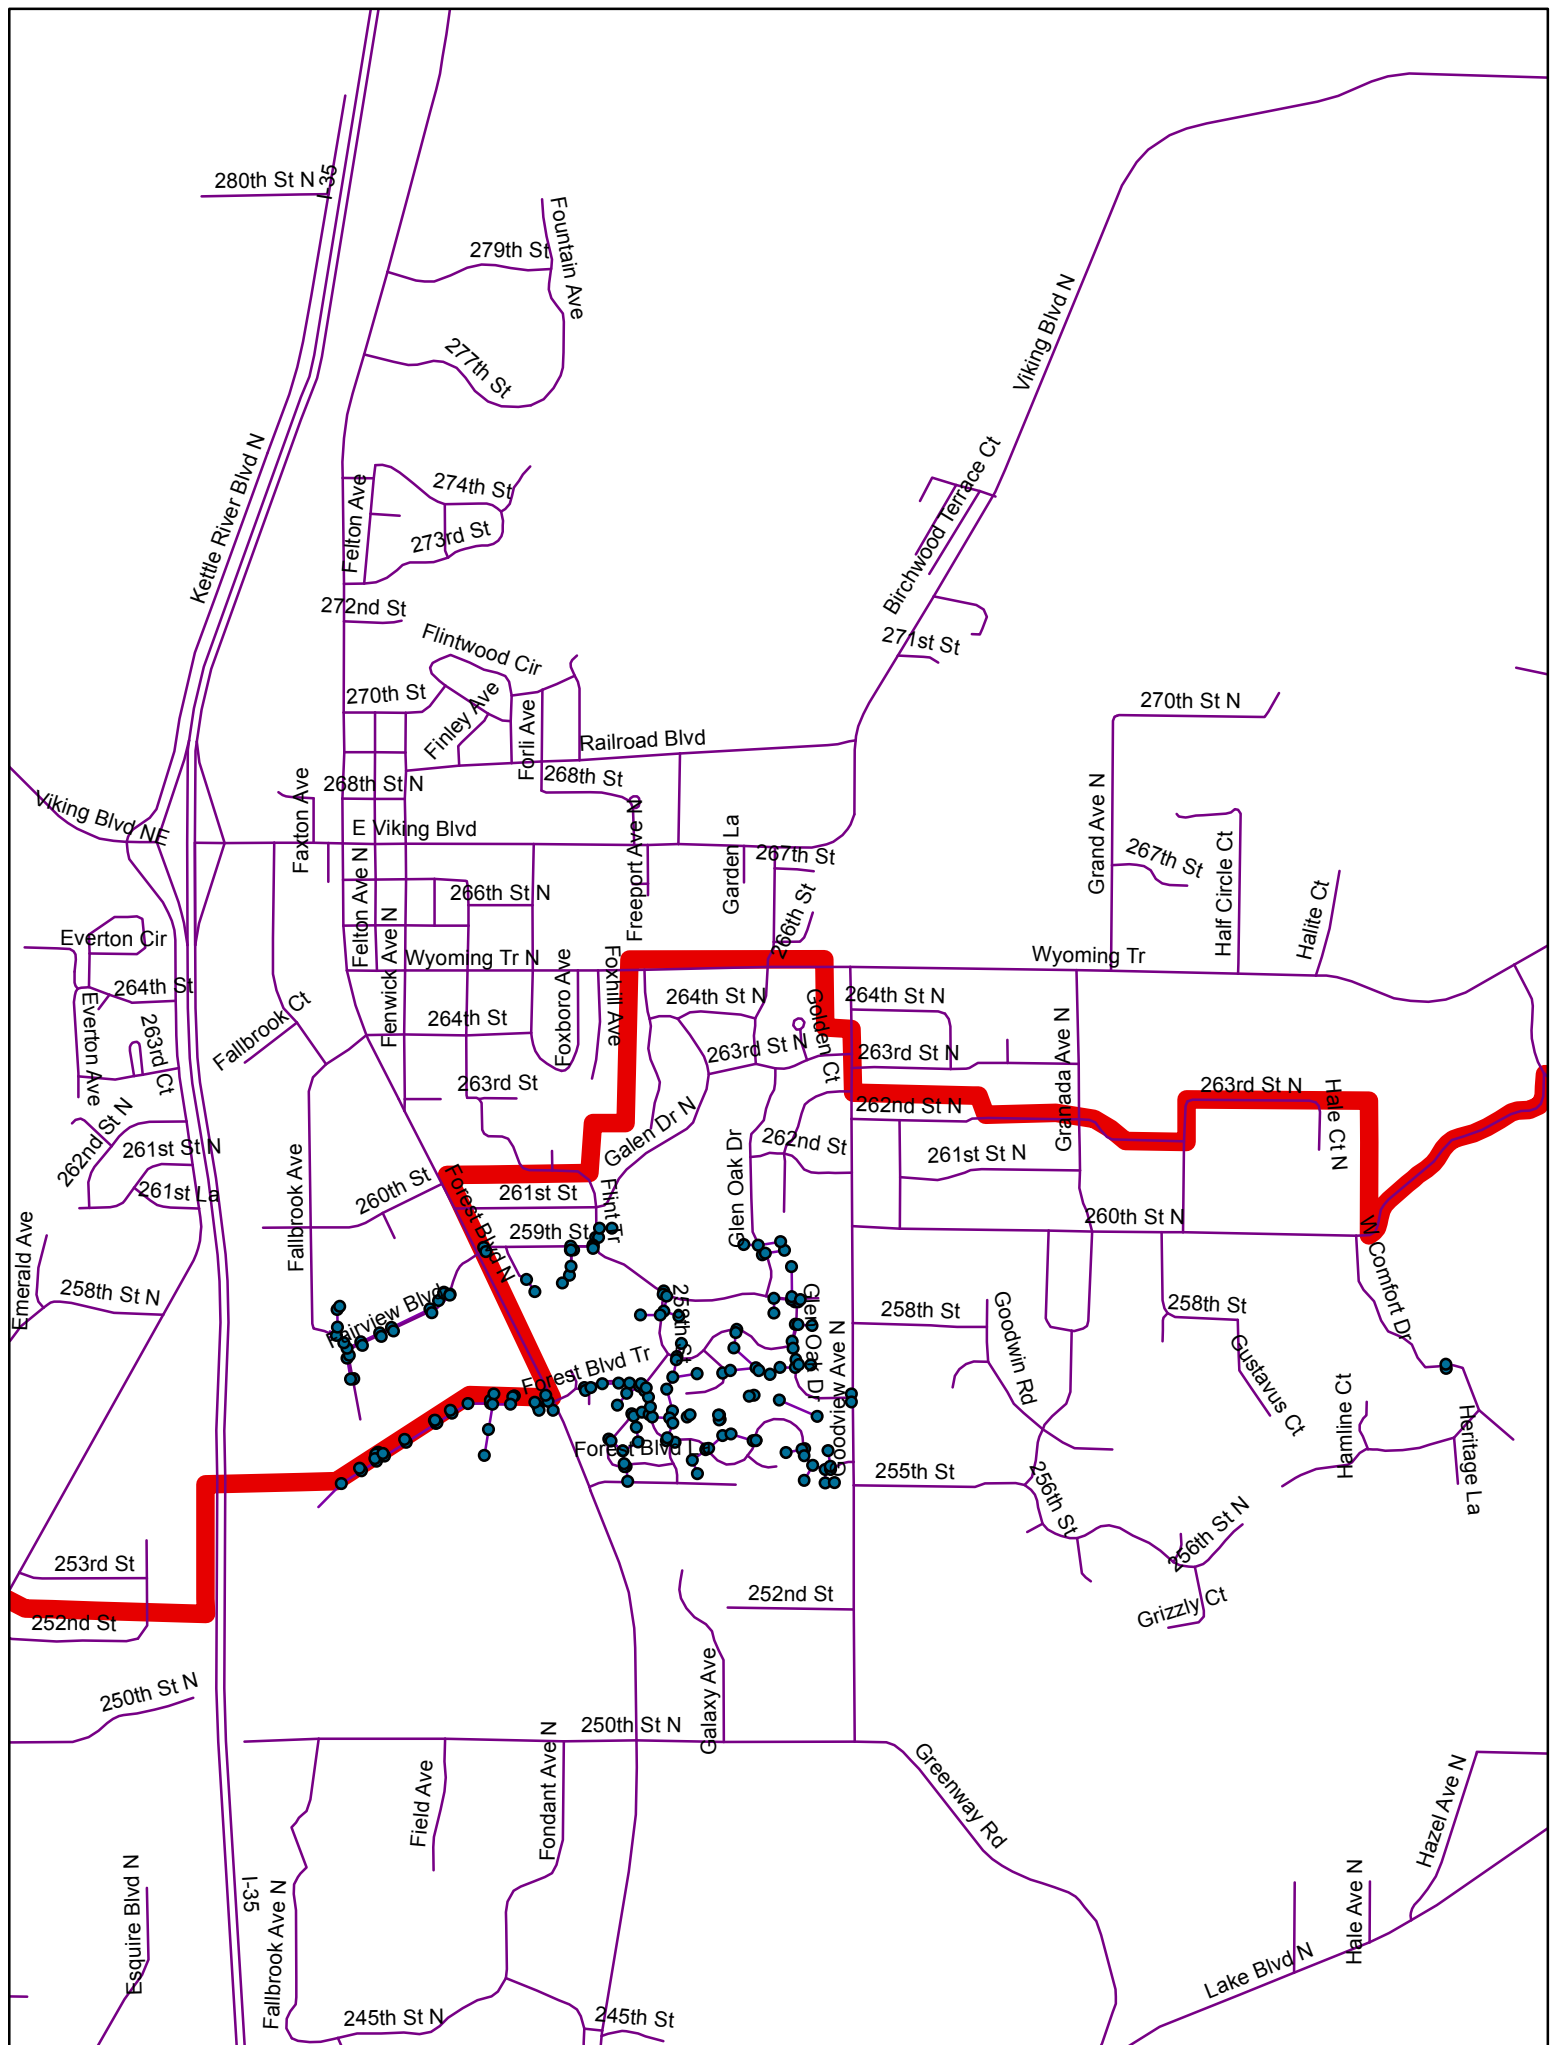 280th St N
I-35
Fountain Ave
279th St
277th St
Viking Blvd N
Kettle River Blvd N
Birchwood Terrace Ct
274th St
Felton Ave
273rd St
272nd St
Flintwood Cir
271st St
270th St
Finley Ave
Forli Ave
Railroad Blvd
270th St N
268th St N
268th St
Faxton Ave
Viking Blvd NE
E Viking Blvd
Freeport Ave N
Garden La
267th St
Grand Ave N
267th St
Half Circle Ct
Halite Ct
266th St N
266th St
Felton Ave N
Fenwick Ave N
Everton Cir
Wyoming Tr N
Wyoming Tr
Foxboro Ave
Foxhill Ave
264th St
Everton Ave
263rd Ct
Fallbrook Ct
264th St
264th St N
Golden Ct
264th St N
263rd St N
263rd St N
Granada Ave N
263rd St
263rd St N
Hale Ct N
262nd St N
Galen Dr N
262nd St N
262nd St
Glen Oak Dr
261st St N
261st St N
261st La
Fallbrook Ave
260th St
Forest Blvd N
261st St
Flint Tr
259th St
260th St N
W Comfort Dr
Emerald Ave
258th St N
Fairview Blvd
258th St
Glen Oak Dr
Goodview Ave N
258th St
Goodwin Rd
258th St
Gustavus Ct
Forest Blvd Tr
Forest Blvd La
Hamline Ct
Heritage La
255th St
256th St
256th St N
Grizzly Ct
253rd St
252nd St
252nd St
Galaxy Ave
250th St N
250th St N
Field Ave
Fondant Ave N
Greenway Rd
Hazel Ave N
Hale Ave N
Lake Blvd N
Esquire Blvd N
I-35
Fallbrook Ave N
245th St N
245th St